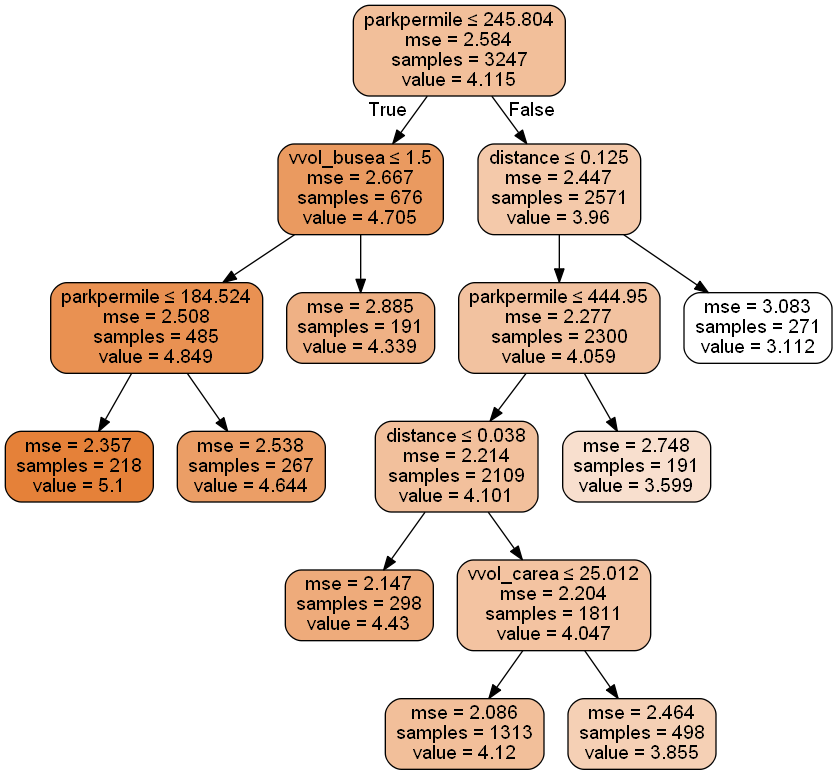 parkpermile ≤ 245.804
mse = 2.584
samples = 3247
value = 4.115
True
False
vvol_busea ≤ 1.5
mse = 2.667
samples = 676
value = 4.705
distance ≤ 0.125
mse = 2.447
samples = 2571
value = 3.96
parkpermile ≤ 184.524
mse = 2.508
samples = 485
value = 4.849
mse = 2.885
samples = 191
value = 4.339
parkpermile ≤ 444.95
mse = 2.277
samples = 2300
value = 4.059
mse = 3.083
samples = 271
value = 3.112
mse = 2.357
samples = 218
value = 5.1
mse = 2.538
samples = 267
value = 4.644
distance ≤ 0.038
mse = 2.214
samples = 2109
value = 4.101
mse = 2.748
samples = 191
value = 3.599
mse = 2.147
samples = 298
value = 4.43
vvol_carea ≤ 25.012
mse = 2.204
samples = 1811
value = 4.047
mse = 2.086
samples = 1313
value = 4.12
mse = 2.464
samples = 498
value = 3.855